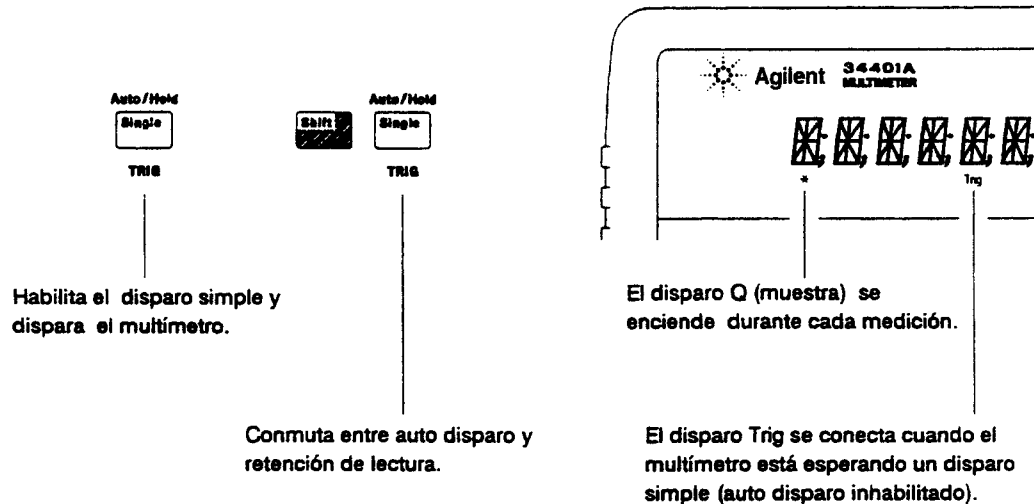 Auto/Hold
Single
TRIG
Habilita el disparo simple y
dispara el multímetro.
Shift
Auto/Hold
Single
TRIG
Conmuta entre auto disparo y
retención de lectura.
Agilent 34401A
MULTIMETER
*
Trig
El disparo Q (muestra) se
enciende durante cada medición.
El disparo Trig se conecta cuando el
multímetro está esperando un disparo
simple (auto disparo inhabilitado).